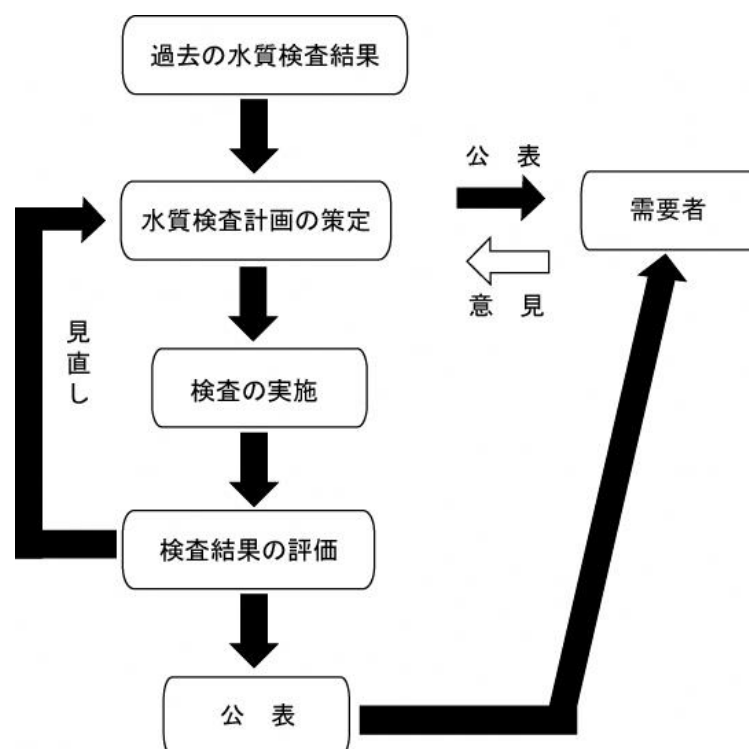 過去の水質検査結果
公　表
水質検査計画の策定
需要者
意　見
見直し
検査の実施
検査結果の評価
公　表